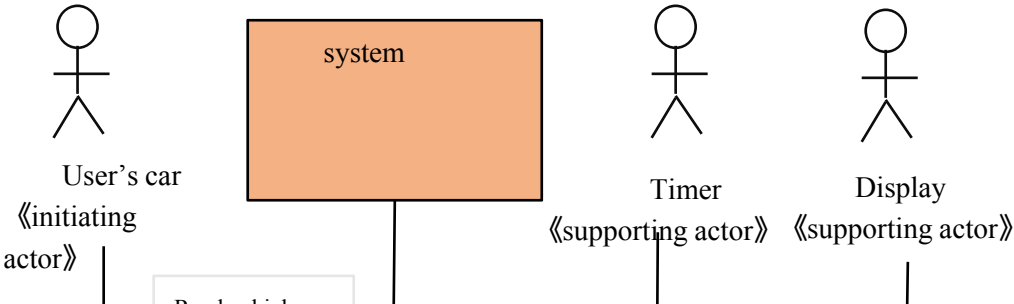 system
User's car
《initiating
actor》
Timer
《supporting actor》
Display
《supporting actor》